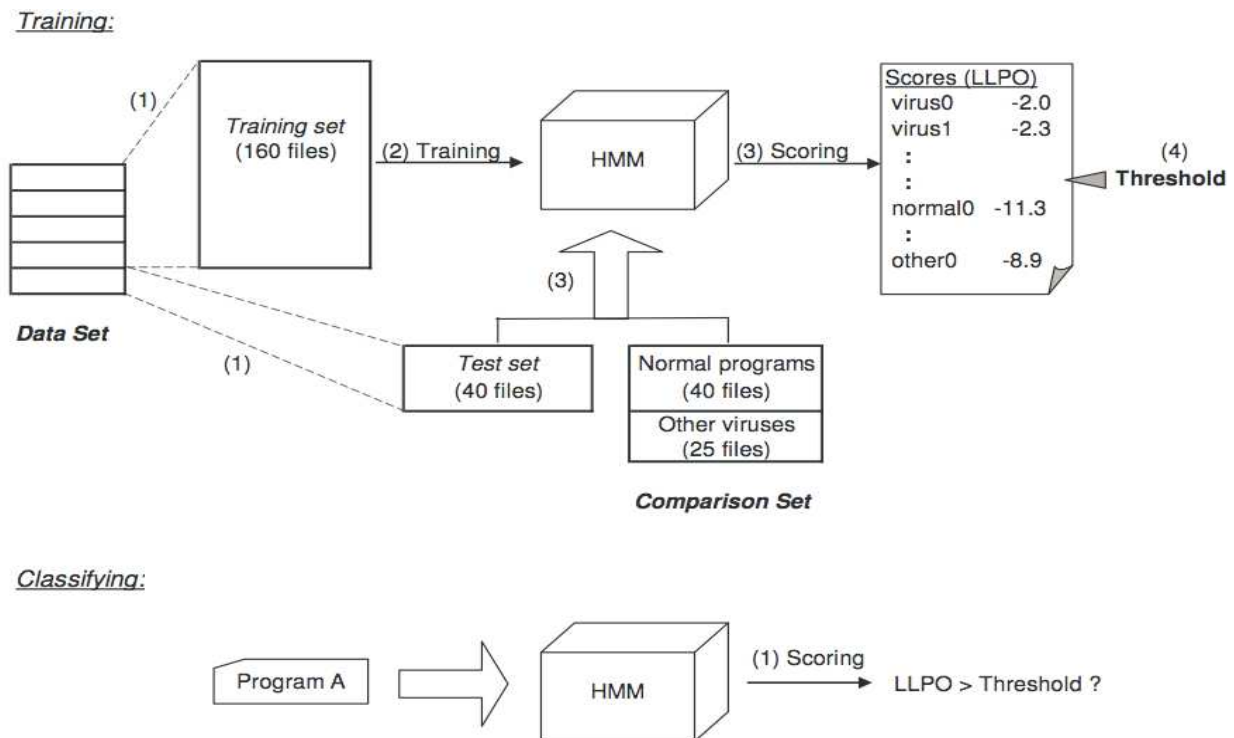 Training:
(1)
Training set
(160 files)
(2) Training
HMM
(3) Scoring
Scores (LLPO)
virus0 -2.0
virus1 -2.3
:
:
normal0 -11.3
:
other0 -8.9
(4)
Threshold
Data Set
(1)
(3)
Test set
(40 files)
Normal programs
(40 files)
Other viruses
(25 files)
Comparison Set
Classifying:
Program A
HMM
(1) Scoring
LLPO > Threshold ?